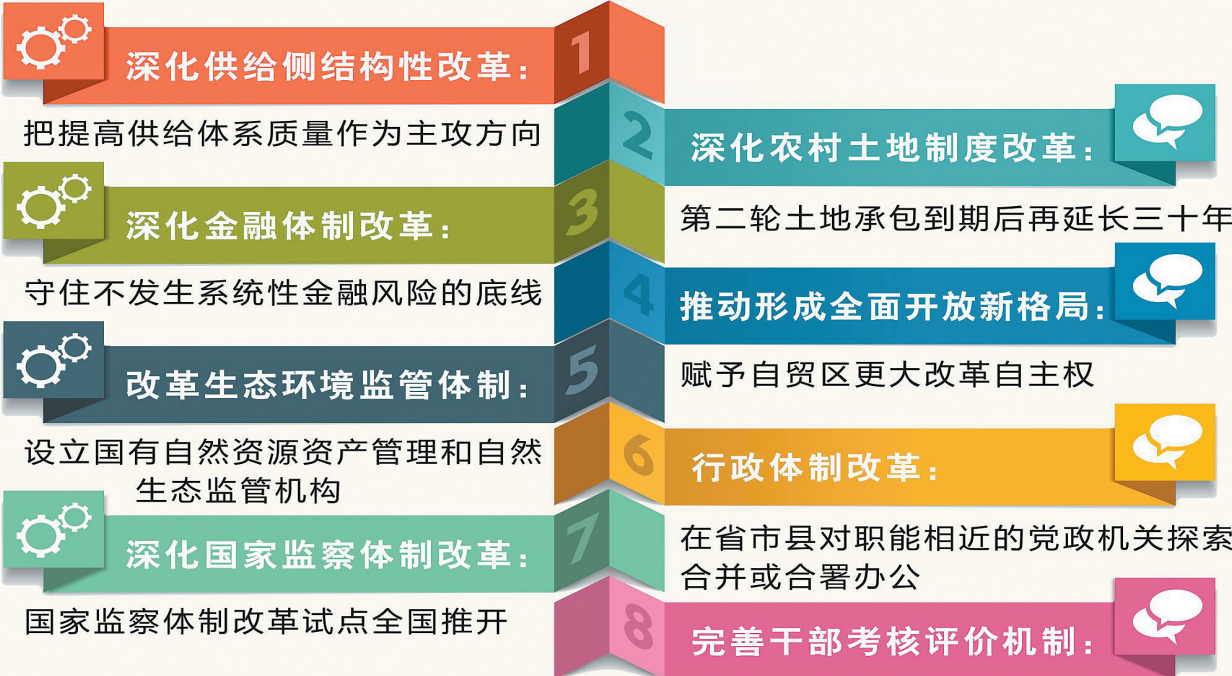 1
深化供给侧结构性改革：
把提高供给体系质量作为主攻方向
2
深化农村土地制度改革：
第二轮土地承包到期后再延长三十年
3
深化金融体制改革：
守住不发生系统性金融风险的底线
4
推动形成全面开放新格局：
赋予自贸区更大改革自主权
5
改革生态环境监管体制：
设立国有自然资源资产管理和自然
生态监管机构
6
行政体制改革：
在省市县对职能相近的党政机关探索
合并或合署办公
7
深化国家监察体制改革：
国家监察体制改革试点全国推开
8
完善干部考核评价机制：